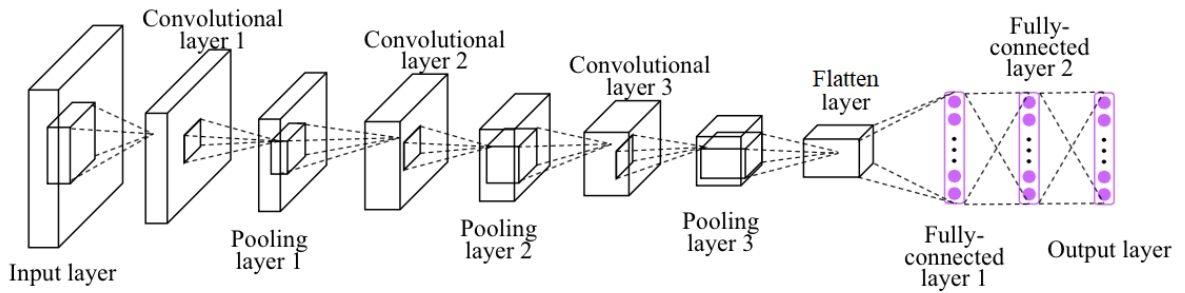 Convolutional
layer 1
Convolutional
layer 2
Convolutional
layer 3
Flatten
layer
Fully-
connected
layer 2
Input layer
Pooling
layer 1
Pooling
layer 2
Pooling
layer 3
Fully-
connected
layer 1
Output layer